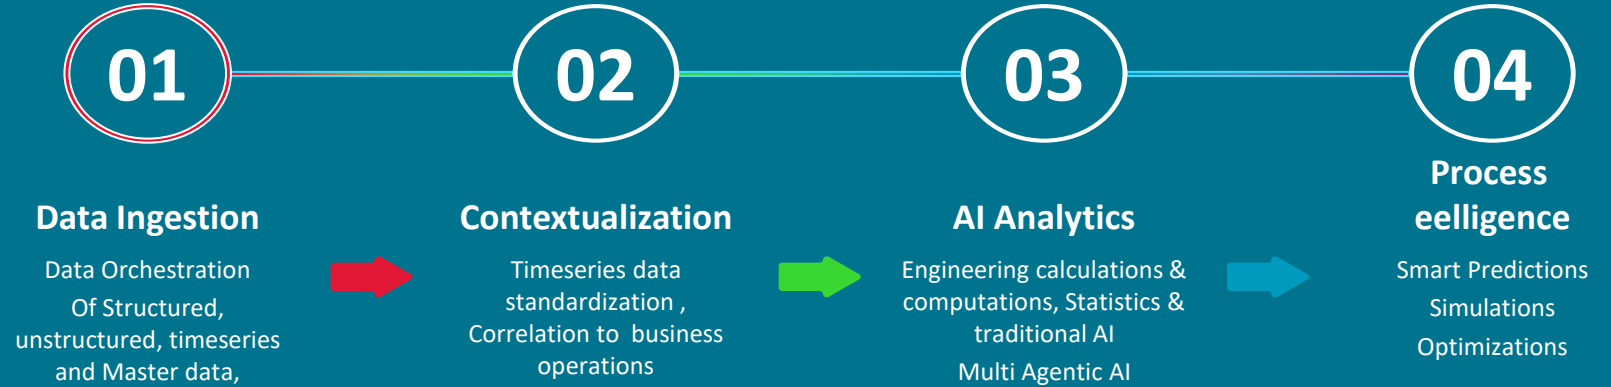 01
02
03
04
Data Ingestion
Data Orchestration
Of Structured,
unstructured, timeseries
and Master data,
Contextualization
Timeseries data
standardization ,
Correlation to business
operations
AI Analytics
Engineering calculations &
computations, Statistics &
traditional AI
Multi Agentic AI
Process
eelligence
Smart Predictions
Simulations
Optimizations